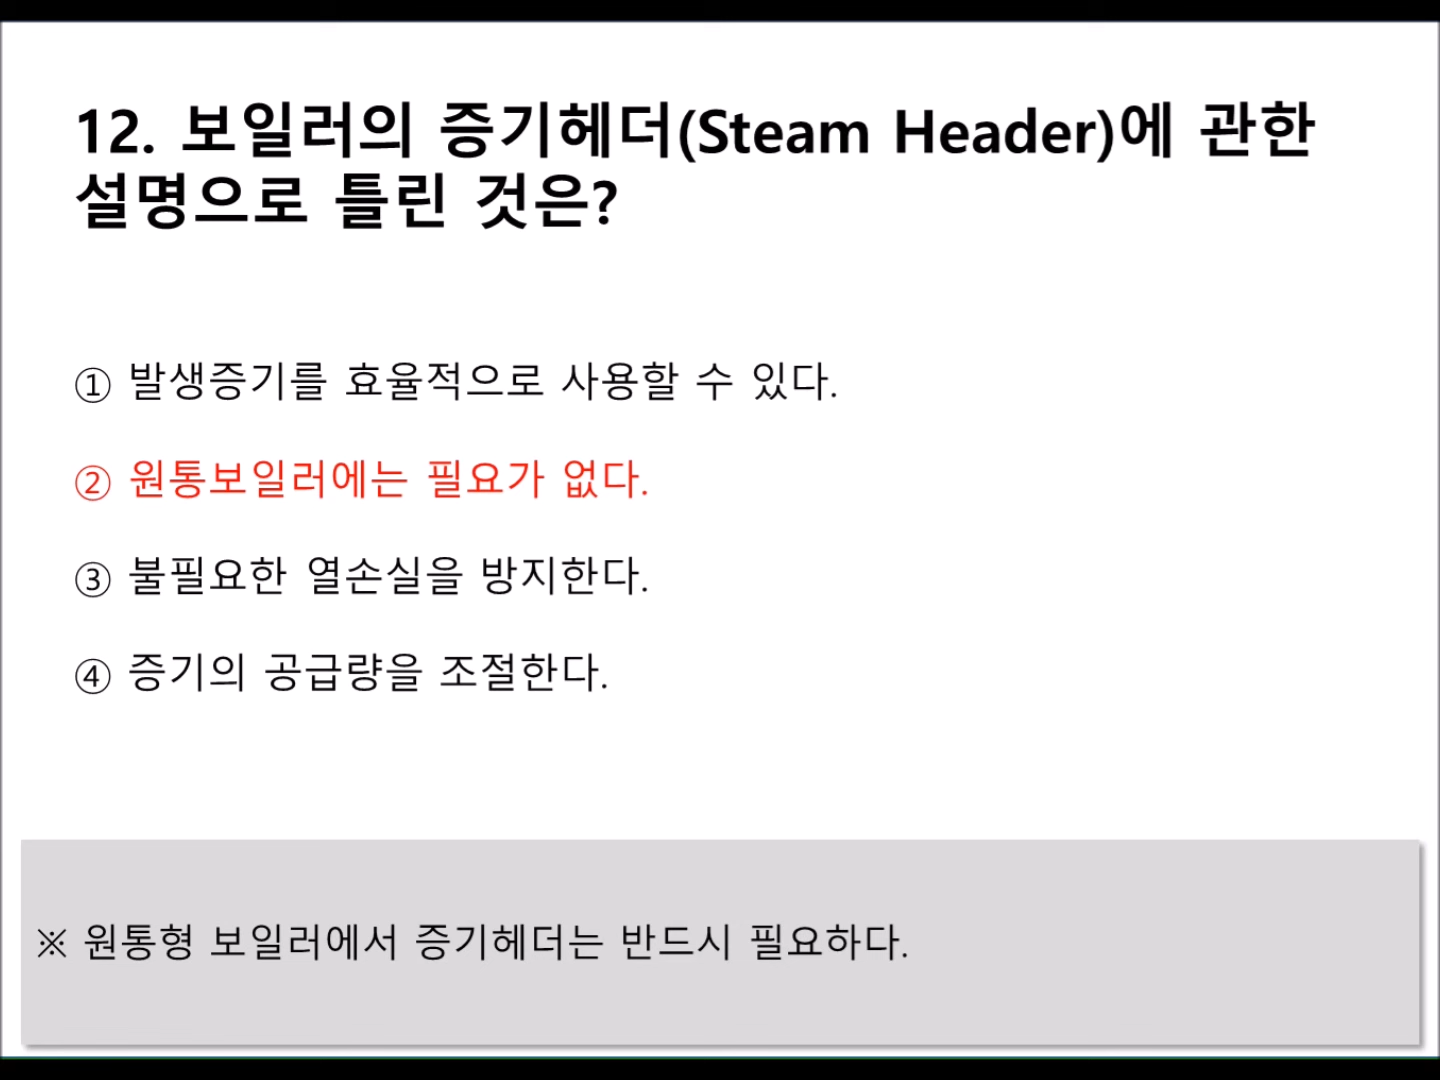 12. 보일러의 증기헤더(Steam Header)에 관한
설명으로 틀린 것은?
① 발생증기를 효율적으로 사용할 수 있다.
② 원통보일러에는 필요가 없다.
③ 불필요한 열손실을 방지한다.
④ 증기의 공급량을 조절한다.
※ 원통형 보일러에서 증기헤더는 반드시 필요하다.